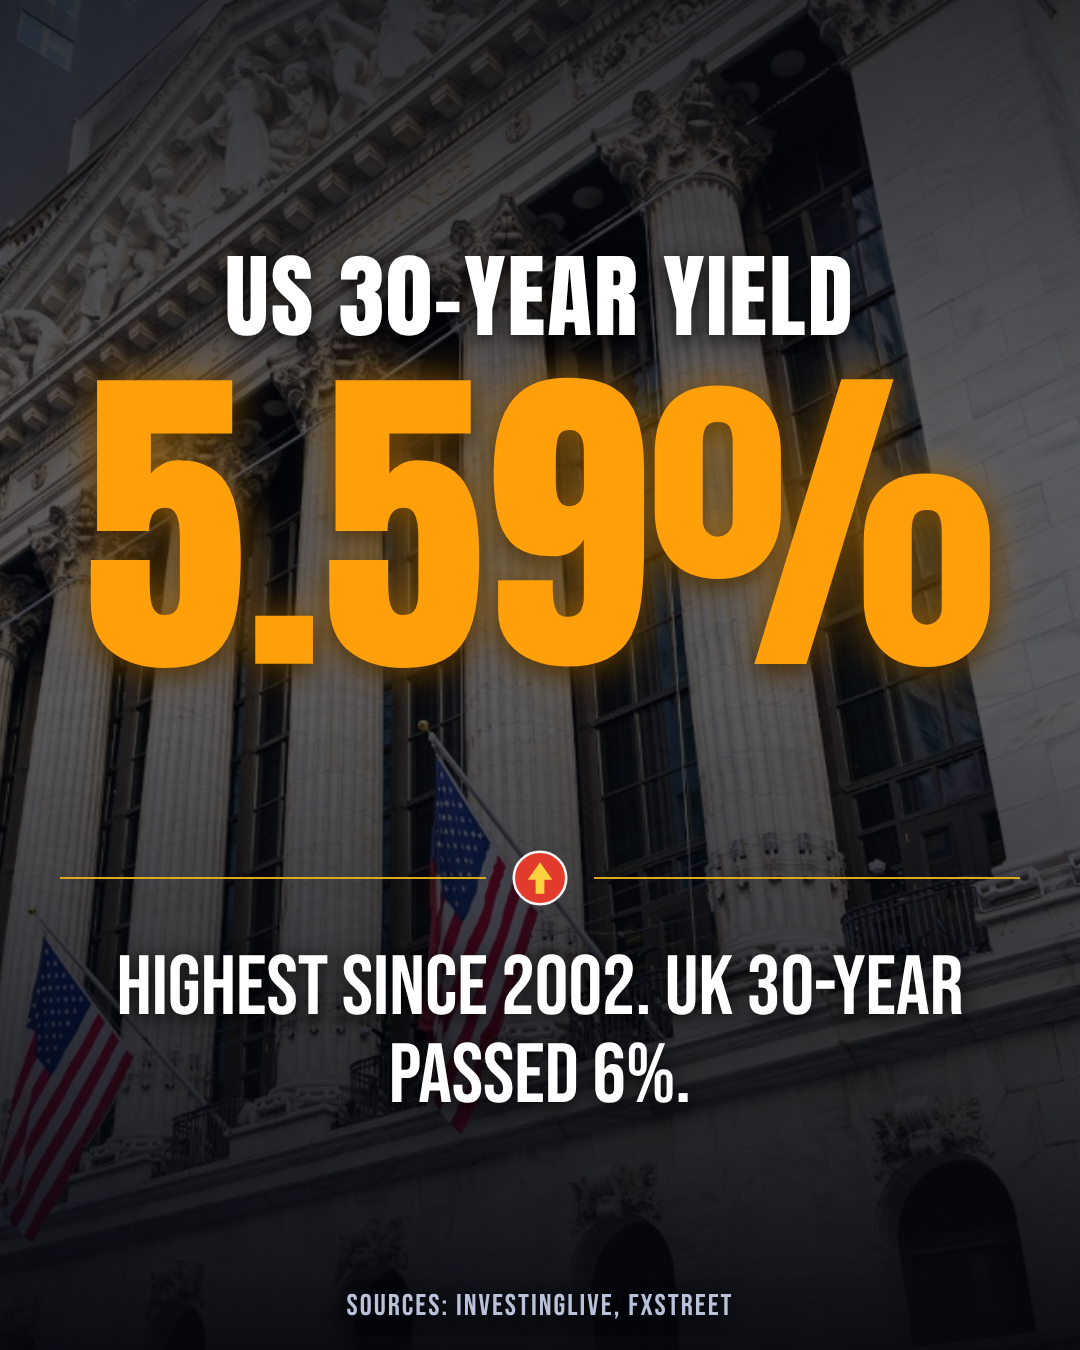 US 30-YEAR YIELD
5.59%
HIGHEST SINCE 2002. UK 30-YEAR
PASSED 6%.
SOURCES: INVESTINGLIVE, FXSTREET